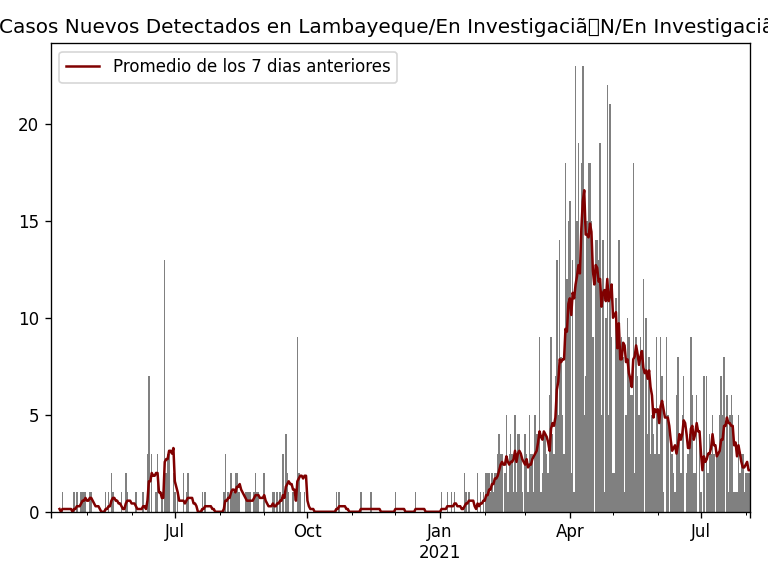 Casos Nuevos Detectados en Lambayeque/En Investigaciã▯N/En Investigaciã
Promedio de los 7 dias anteriores
20
15
10
5
0
Jul
Oct
Jan
Apr
Jul
2021